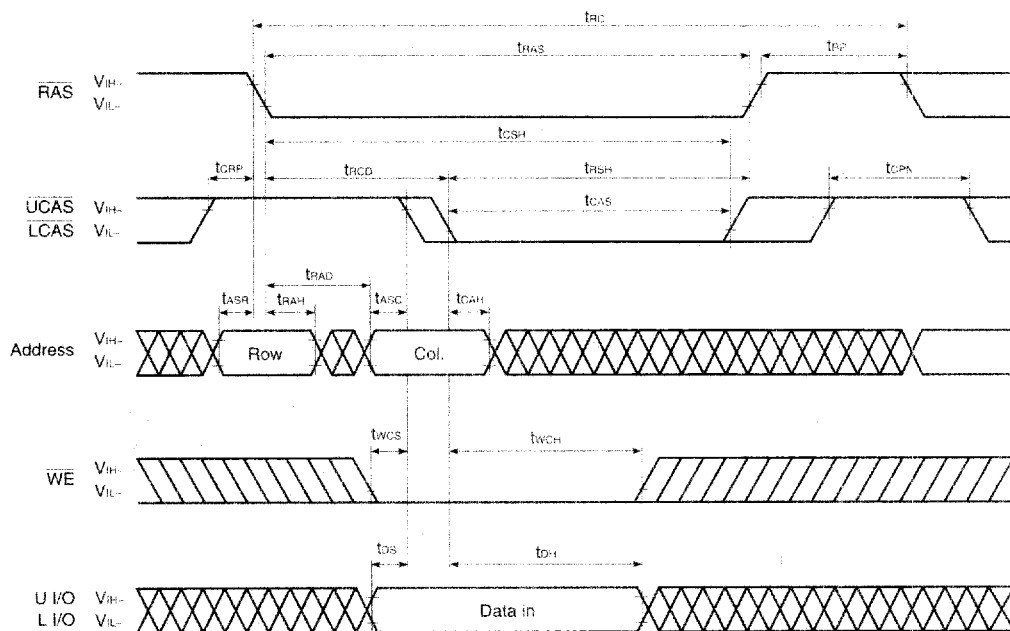 tRC
tRAS tRP
RAS VIH–
VIL–
tCSH
tCRP tRCD tRSH tCPN
UCAS VIH–
LCAS VIL–
tCAS
tRAD
tASR tRAH tASC tCAH
Address VIH–
VIL–
Row Col.
tWCS tWCH
WE VIH–
VIL–
tDS tDH
U I/O VIH–
L I/O VIL–
Data in